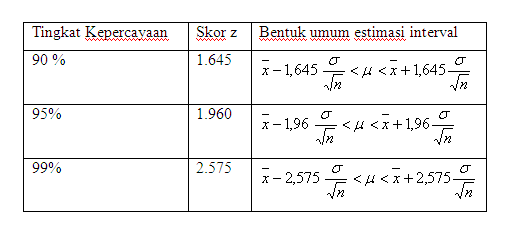 Tingkat Kepercayaan Skor z Bentuk umum estimasi interval
90 % 1.645 x̅ − 1,645 σ/√n < μ < x̅ + 1,645 σ/√n
95% 1.960 x̅ − 1,96 σ/√n < μ < x̅ + 1,96 σ/√n
99% 2.575 x̅ − 2,575 σ/√n < μ < x̅ + 2,575 σ/√n